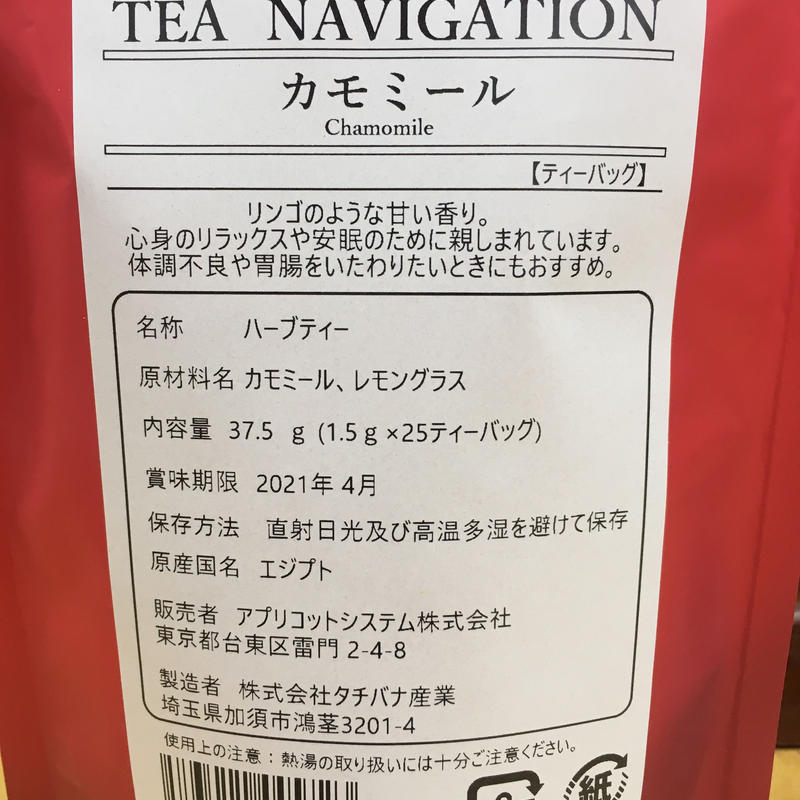 TEA NAVIGATION
カモミール
Chamomile
【ティーバッグ】
リンゴのような甘い香り。
心身のリラックスや安眠のために親しまれています。
体調不良や胃腸をいたわりたいときにもおすすめ。
名称 ハーブティー
原材料名 カモミール、レモングラス
内容量 37.5 g (1.5g×25ティーバッグ)
賞味期限 2021年 4月
保存方法 直射日光及び高温多湿を避けて保存
原産国名 エジプト
販売者 アプリコットシステム株式会社
東京都台東区雷門 2-4-8
製造者 株式会社タチバナ産業
埼玉県加須市鴻茎3201-4
使用上の注意：熱湯の取り扱いには十分ご注意ください。
紙